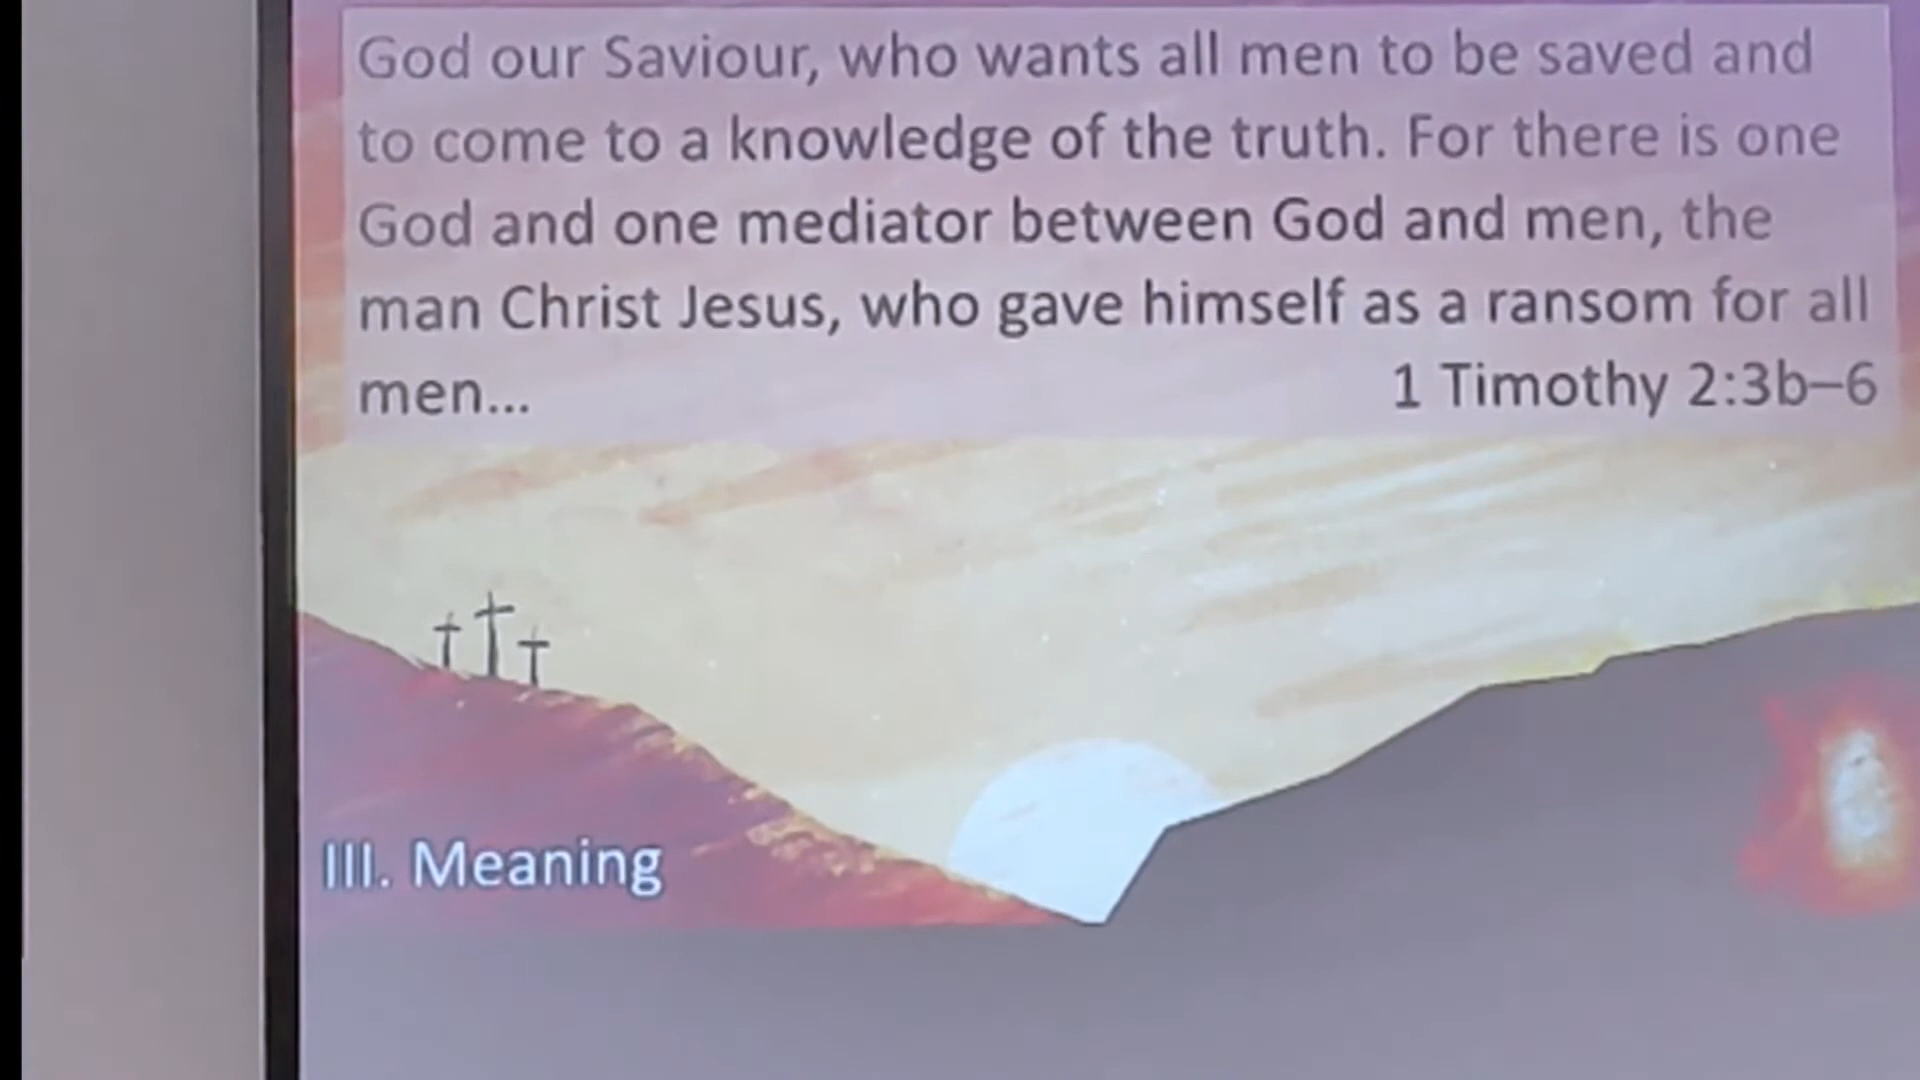 God our Saviour, who wants all men to be saved and
to come to a knowledge of the truth. For there is one
God and one mediator between God and men, the
man Christ Jesus, who gave himself as a ransom for all
men... 1 Timothy 2:3b–6
III. Meaning